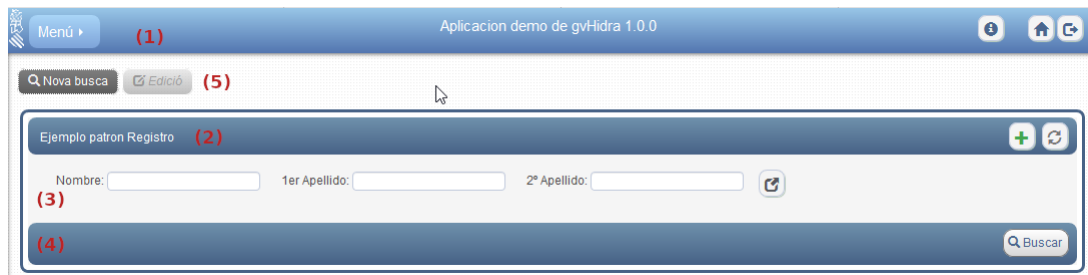 Menú (1) Aplicacion demo de gvHidra 1.0.0
Nova busca Edició (5)
Ejemplo patron Registro (2)
Nombre: 1er Apellido: 2º Apellido:
(3)
(4) Buscar